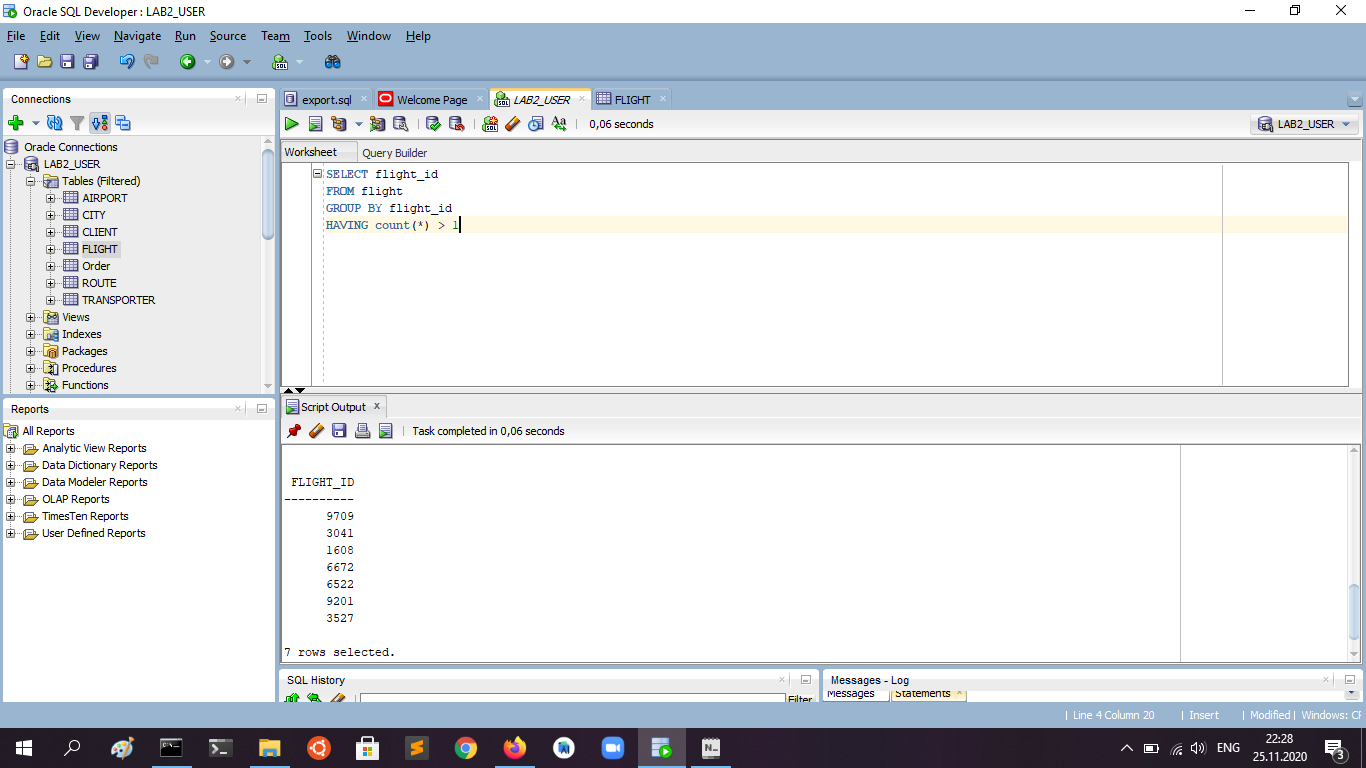 Oracle SQL Developer : LAB2_USER
File Edit View Navigate Run Source Team Tools Window Help
Connections
Oracle Connections
LAB2_USER
Tables (Filtered)
AIRPORT
CITY
CLIENT
FLIGHT
Order
ROUTE
TRANSPORTER
Views
Indexes
Packages
Procedures
Functions
Reports
All Reports
Analytic View Reports
Data Dictionary Reports
Data Modeler Reports
OLAP Reports
TimesTen Reports
User Defined Reports
export.sql Welcome Page LAB2_USER FLIGHT
0,06 seconds LAB2_USER
Worksheet Query Builder
SELECT flight_id
FROM flight
GROUP BY flight_id
HAVING count(*) > 1
Script Output
Task completed in 0,06 seconds
FLIGHT_ID
----------
9709
3041
1608
6672
6522
9201
3527
7 rows selected.
SQL History
Filter
Messages - Log
Messages Statements
Line 4 Column 20 Insert Modified Windows: CF
ENG 22:28
25.11.2020
3